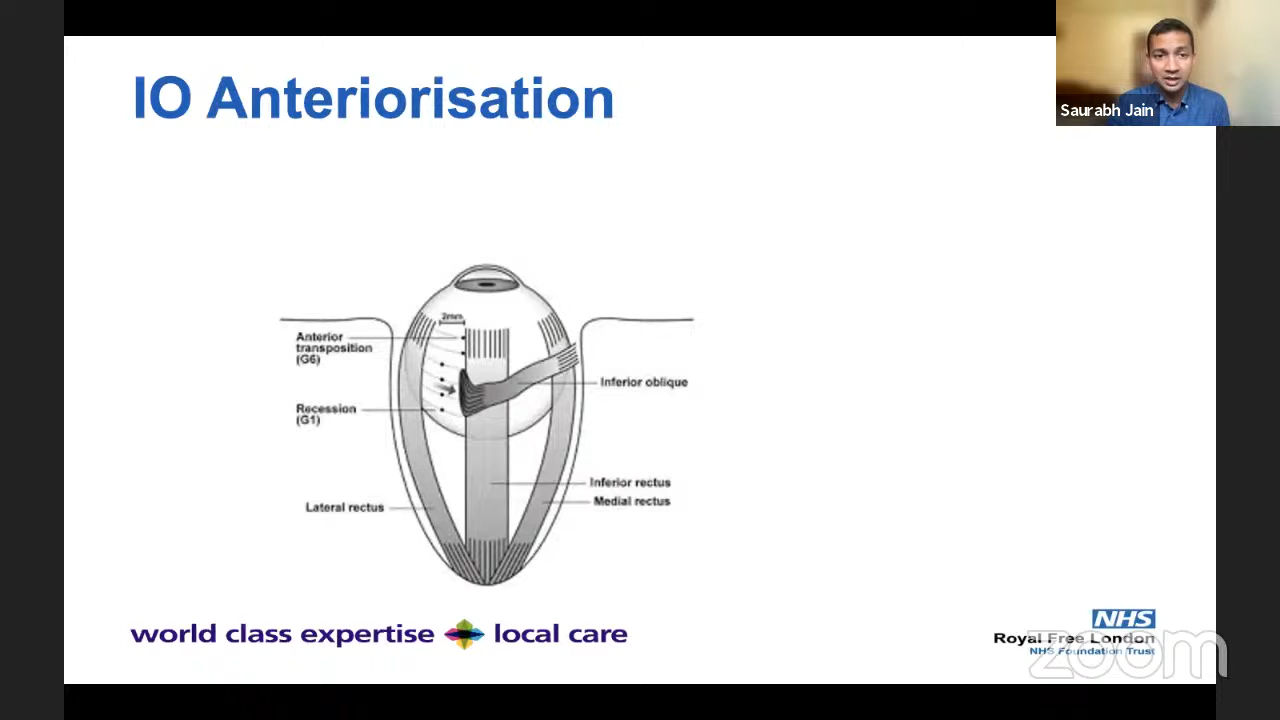 IO Anteriorisation
Saurabh Jain
2mm
Anterior
transposition
(G6)
Inferior oblique
Recession
(G1)
Inferior rectus
Medial rectus
Lateral rectus
world class expertise local care
NHS
Royal Free London
NHS Foundation Trust
zoom